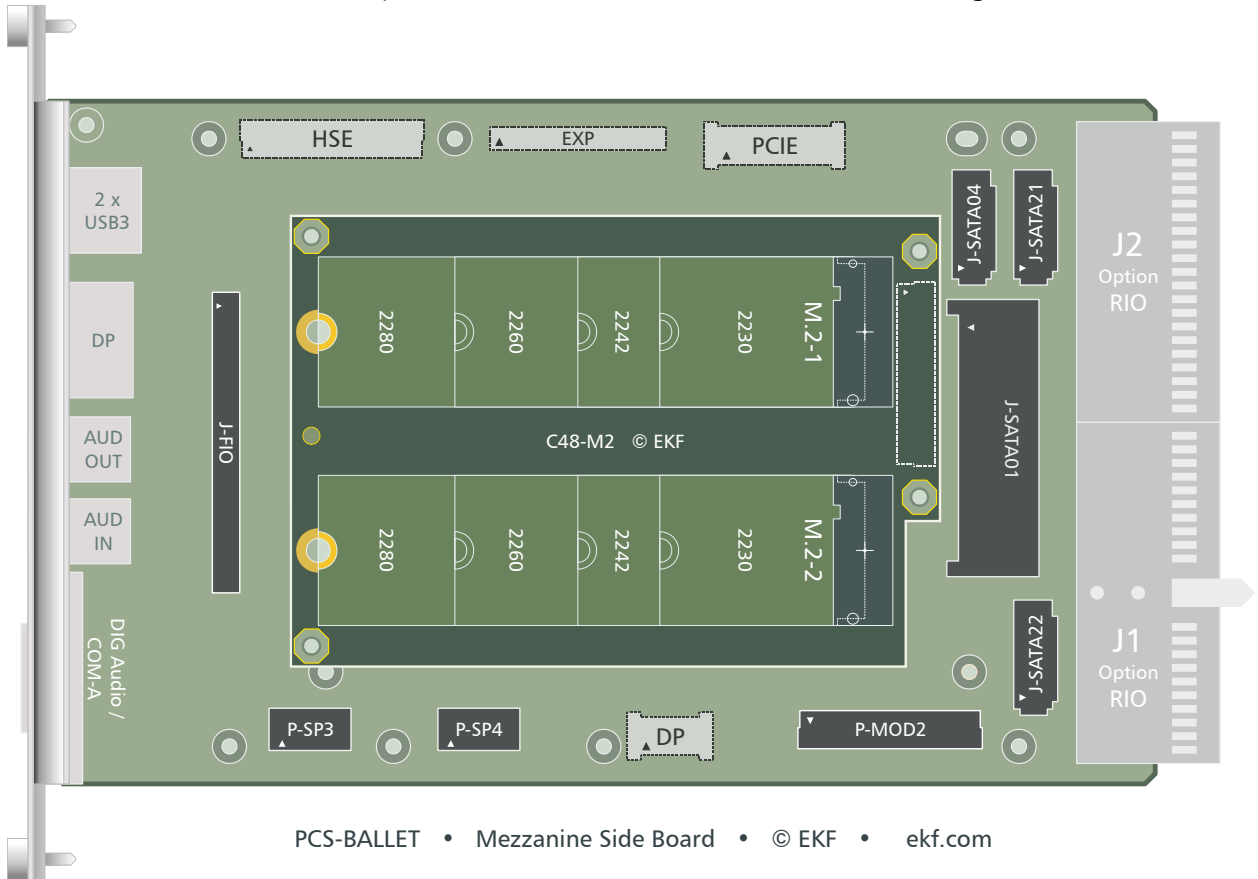 HSE
EXP
PCIE
2 x
USB3
J-SATA04
J-SATA21
J2
Option
RIO
DP
2280
2260
2242
2230
M.2-1
J-FIO
AUD
OUT
C48-M2 © EKF
J-SATA01
AUD
IN
2280
2260
2242
2230
M.2-2
DIG Audio /
COM-A
J-SATA22
J1
Option
RIO
P-SP3
P-SP4
DP
P-MOD2
PCS-BALLET • Mezzanine Side Board • © EKF • ekf.com